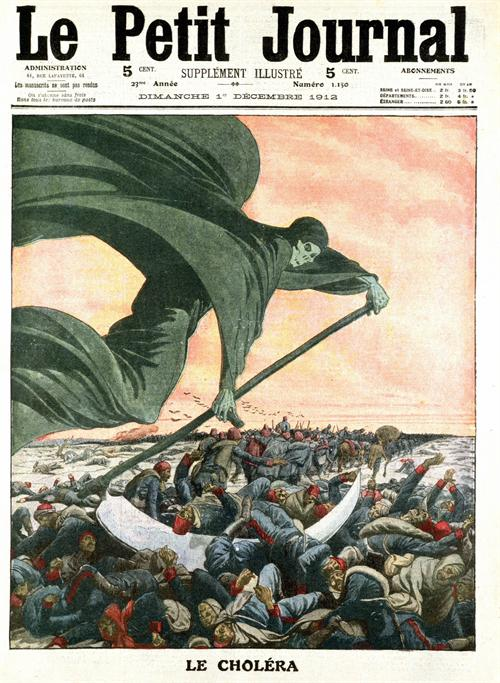 Le Petit Journal
ADMINISTRATION
61, RUE LAFAYETTE, 61
Les manuscrits ne sont pas rendus
On s'abonne sans frais
dans tous les bureaux de poste
5 CENT.
SUPPLÉMENT ILLUSTRÉ
5 CENT.
23me Année
Numéro 1.150
DIMANCHE 1er DÉCEMBRE 1912
ABONNEMENTS
SEINE et SEINE-ET-OISE.. 2 fr. 3 fr. 50
DÉPARTEMENTS........ 2 fr. 4 fr. »
ÉTRANGER ........ 2 50 5 fr. »
LE CHOLÉRA